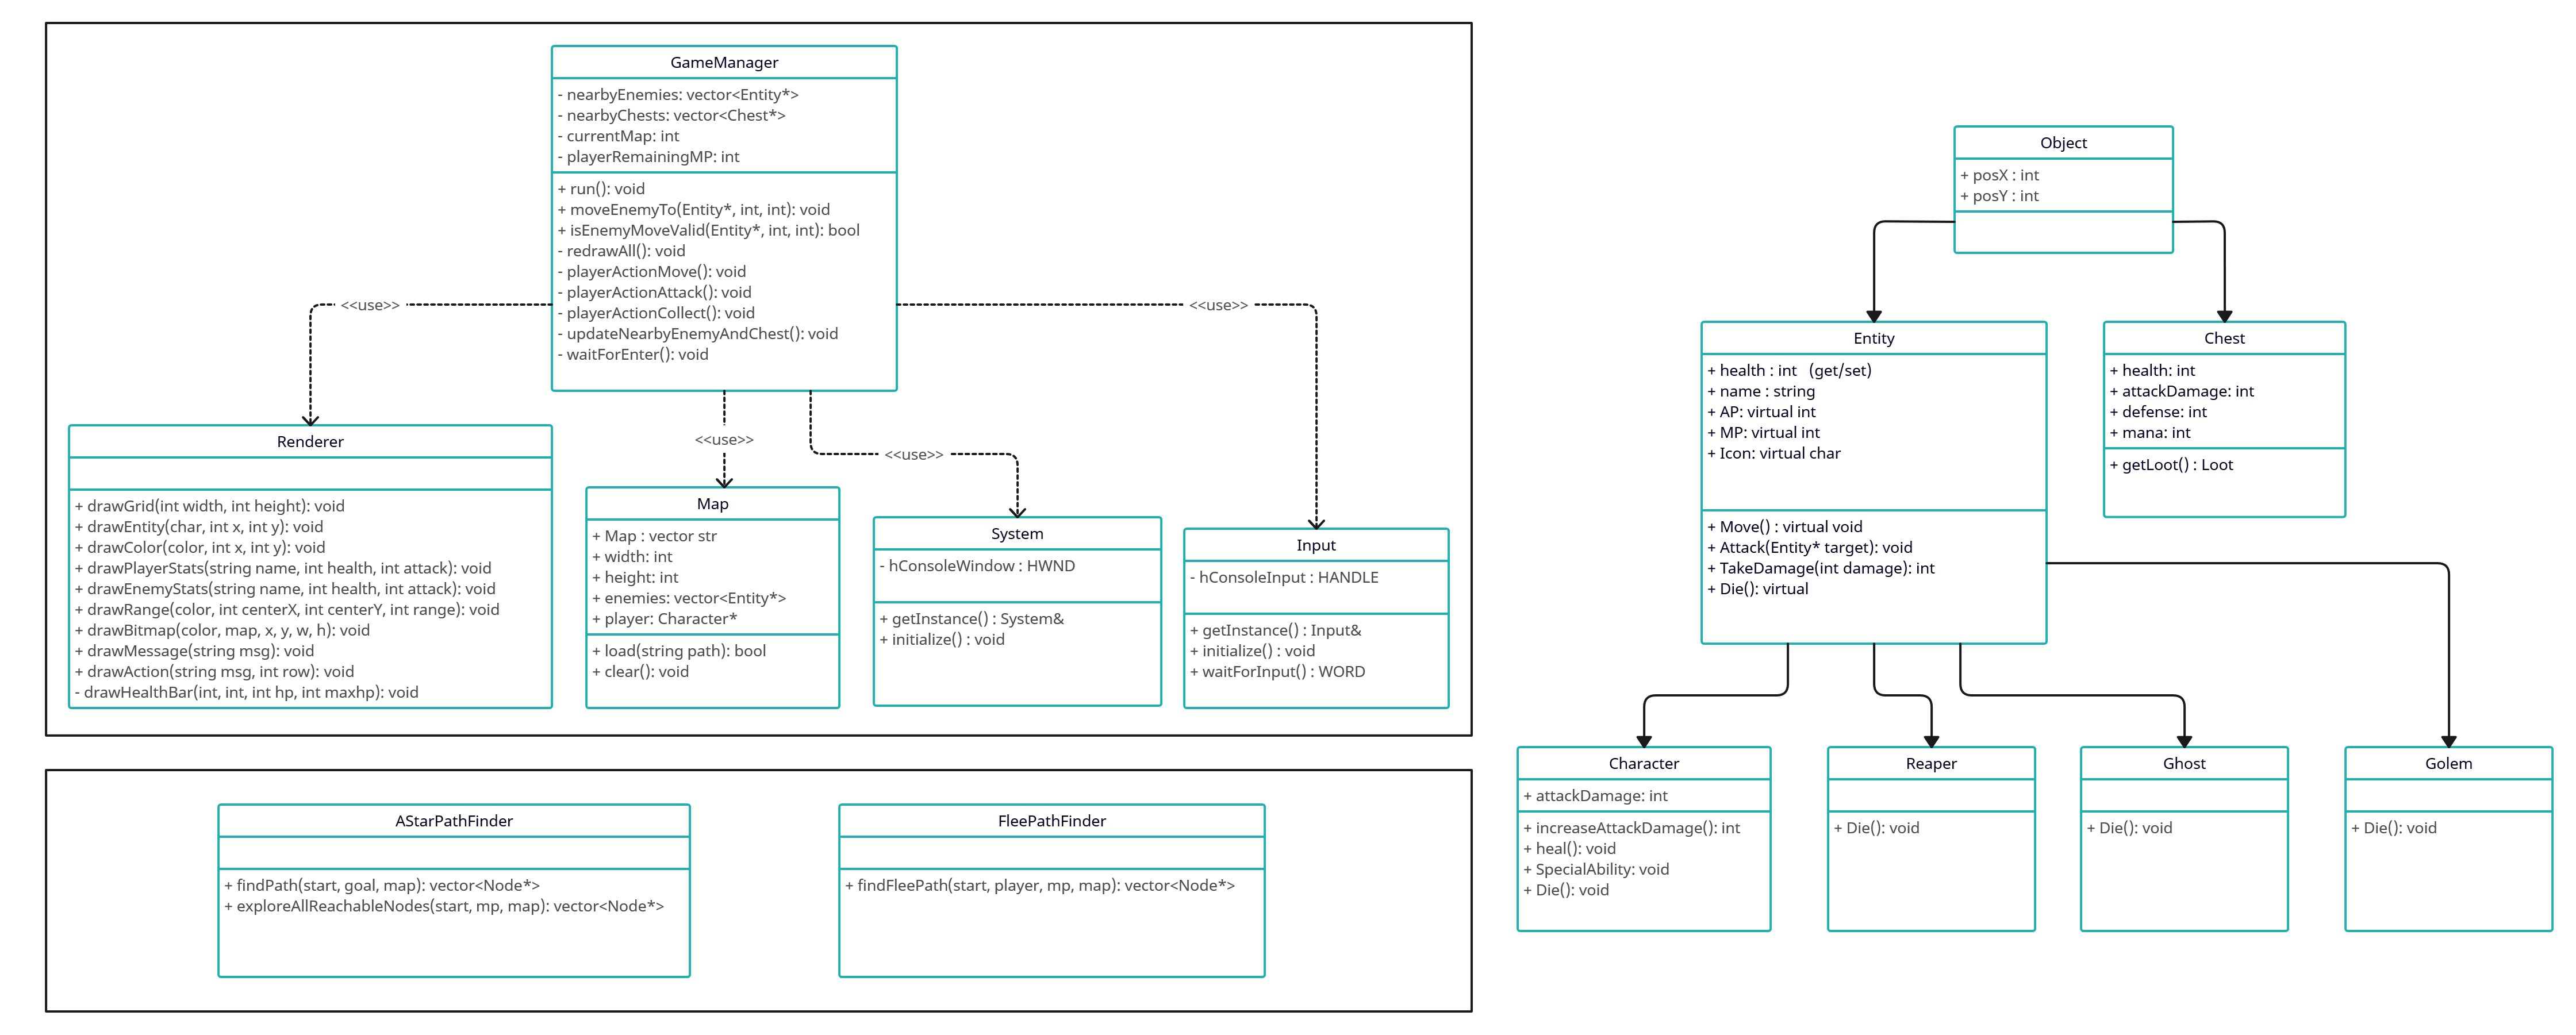 GameManager
- nearbyEnemies: vector<Entity*>
- nearbyChests: vector<Chest*>
- currentMap: int
- playerRemainingMP: int
+ run(): void
+ moveEnemyTo(Entity*, int, int): void
+ isEnemyMoveValid(Entity*, int, int): bool
- redrawAll(): void
- playerActionMove(): void
- playerActionAttack(): void
- playerActionCollect(): void
- updateNearbyEnemyAndChest(): void
- waitForEnter(): void
<<use>>
<<use>>
<<use>>
<<use>>
Renderer
+ drawGrid(int width, int height): void
+ drawEntity(char, int x, int y): void
+ drawColor(color, int x, int y): void
+ drawPlayerStats(string name, int health, int attack): void
+ drawEnemyStats(string name, int health, int attack): void
+ drawRange(color, int centerX, int centerY, int range): void
+ drawBitmap(color, map, x, y, w, h): void
+ drawMessage(string msg): void
+ drawAction(string msg, int row): void
- drawHealthBar(int, int, int hp, int maxhp): void
Map
+ Map : vector str
+ width: int
+ height: int
+ enemies: vector<Entity*>
+ player: Character*
+ load(string path): bool
+ clear(): void
System
- hConsoleWindow : HWND
+ getInstance() : System&
+ initialize() : void
Input
- hConsoleInput : HANDLE
+ getInstance() : Input&
+ initialize() : void
+ waitForInput() : WORD
AStarPathFinder
+ findPath(start, goal, map): vector<Node*>
+ exploreAllReachableNodes(start, mp, map): vector<Node*>
FleePathFinder
+ findFleePath(start, player, mp, map): vector<Node*>
Object
+ posX : int
+ posY : int
Entity
+ health : int   (get/set)
+ name : string
+ AP: virtual int
+ MP: virtual int
+ Icon: virtual char
+ Move() : virtual void
+ Attack(Entity* target): void
+ TakeDamage(int damage): int
+ Die(): virtual
Chest
+ health: int
+ attackDamage: int
+ defense: int
+ mana: int
+ getLoot() : Loot
Character
+ attackDamage: int
+ increaseAttackDamage(): int
+ heal(): void
+ SpecialAbility: void
+ Die(): void
Reaper
+ Die(): void
Ghost
+ Die(): void
Golem
+ Die(): void